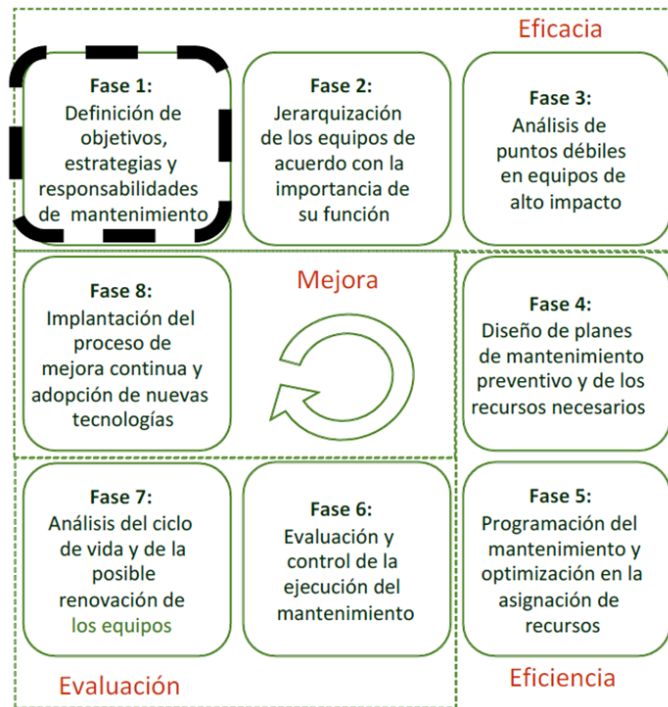 Eficacia
Fase 1:
Definición de
objetivos,
estrategias y
responsabilidades
de mantenimiento
Fase 2:
Jerarquización
de los equipos de
acuerdo con la
importancia de
su función
Fase 3:
Análisis de
puntos débiles
en equipos de
alto impacto
Fase 8:
Implantación del
proceso de
mejora continua y
adopción de nuevas
tecnologías
Mejora
Fase 4:
Diseño de planes
de mantenimiento
preventivo y de los
recursos necesarios
Fase 7:
Análisis del ciclo
de vida y de la
posible
renovación de
los equipos
Fase 6:
Evaluación y
control de la
ejecución del
mantenimiento
Fase 5:
Programación del
mantenimiento y
optimización en la
asignación de
recursos
Evaluación
Eficiencia